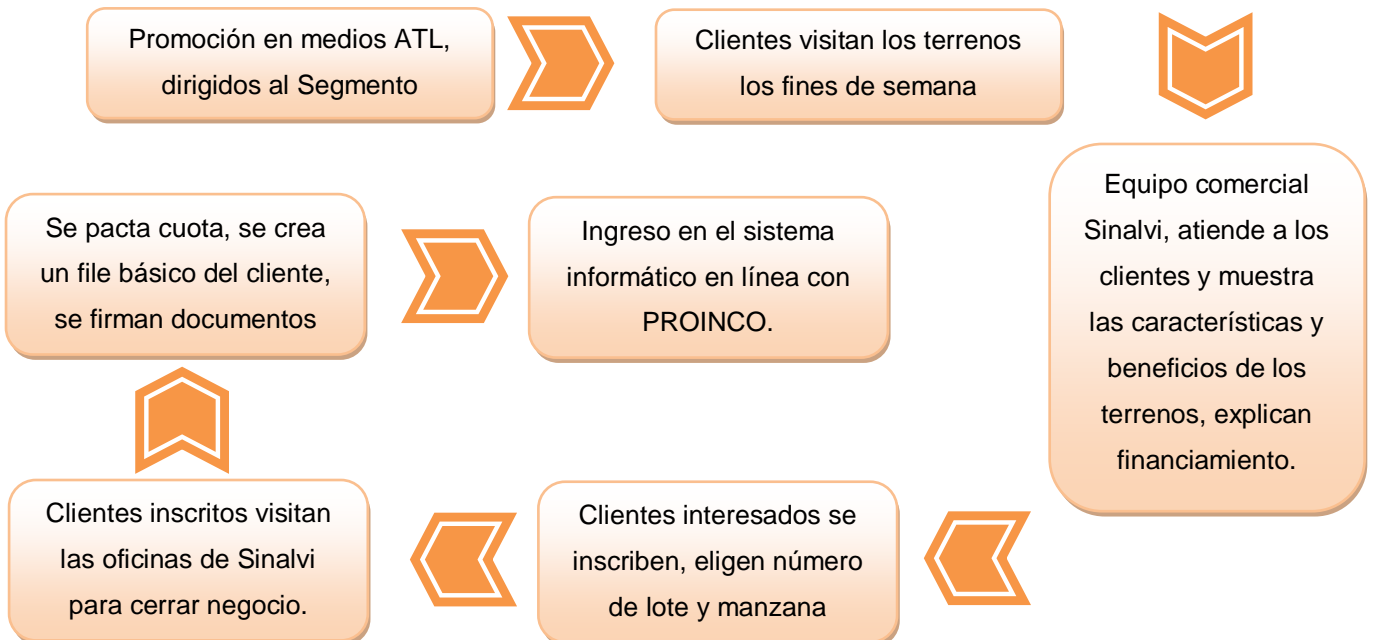 Promoción en medios ATL,
dirigidos al Segmento
Clientes visitan los terrenos
los fines de semana
Equipo comercial
Sinalvi, atiende a los
clientes y muestra
las características y
beneficios de los
terrenos, explican
financiamiento.
Clientes interesados se
inscriben, eligen número
de lote y manzana
Clientes inscritos visitan
las oficinas de Sinalvi
para cerrar negocio.
Se pacta cuota, se crea
un file básico del cliente,
se firman documentos
Ingreso en el sistema
informático en línea con
PROINCO.